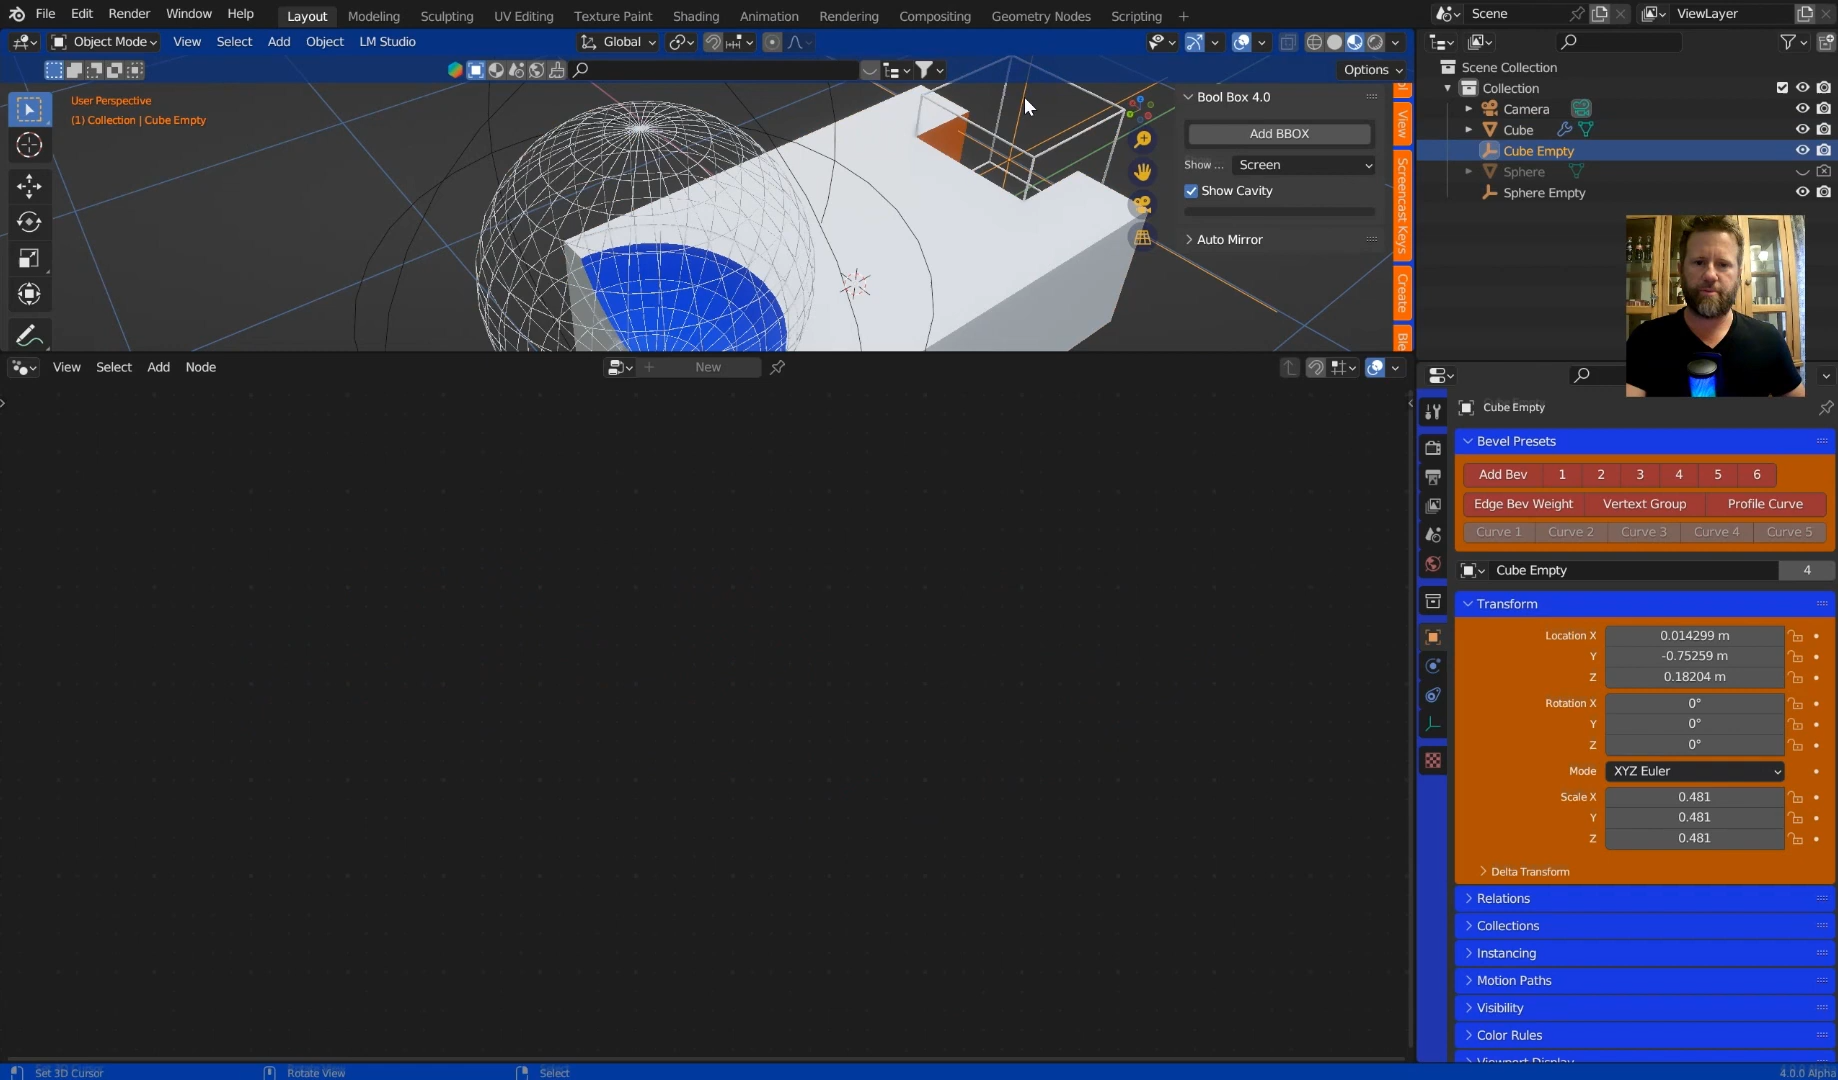 File Edit Render Window Help
Layout Modeling Sculpting UV Editing Texture Paint Shading Animation Rendering Compositing Geometry Nodes Scripting
Scene ViewLayer
Object Mode View Select Add Object LM Studio
Global
Options
User Perspective
(1) Collection | Cube Empty
Bool Box 4.0
Add BBOX
Show ... Screen
Show Cavity
Auto Mirror
View
Screencast Keys
Create
Scene Collection
Collection
Camera
Cube
Cube Empty
Sphere
Sphere Empty
View Select Add Node
New
Cube Empty
Bevel Presets
Add Bev 1 2 3 4 5 6
Edge Bev Weight Vertext Group Profile Curve
Curve 1 Curve 2 Curve 3 Curve 4 Curve 5
Cube Empty 4
Transform
Location X 0.014299 m
Y -0.75259 m
Z 0.18204 m
Rotation X 0°
Y 0°
Z 0°
Mode XYZ Euler
Scale X 0.481
Y 0.481
Z 0.481
Delta Transform
Relations
Collections
Instancing
Motion Paths
Visibility
Color Rules
Viewport Display
Set 3D Cursor Rotate View Select
4.0.0 Alpha